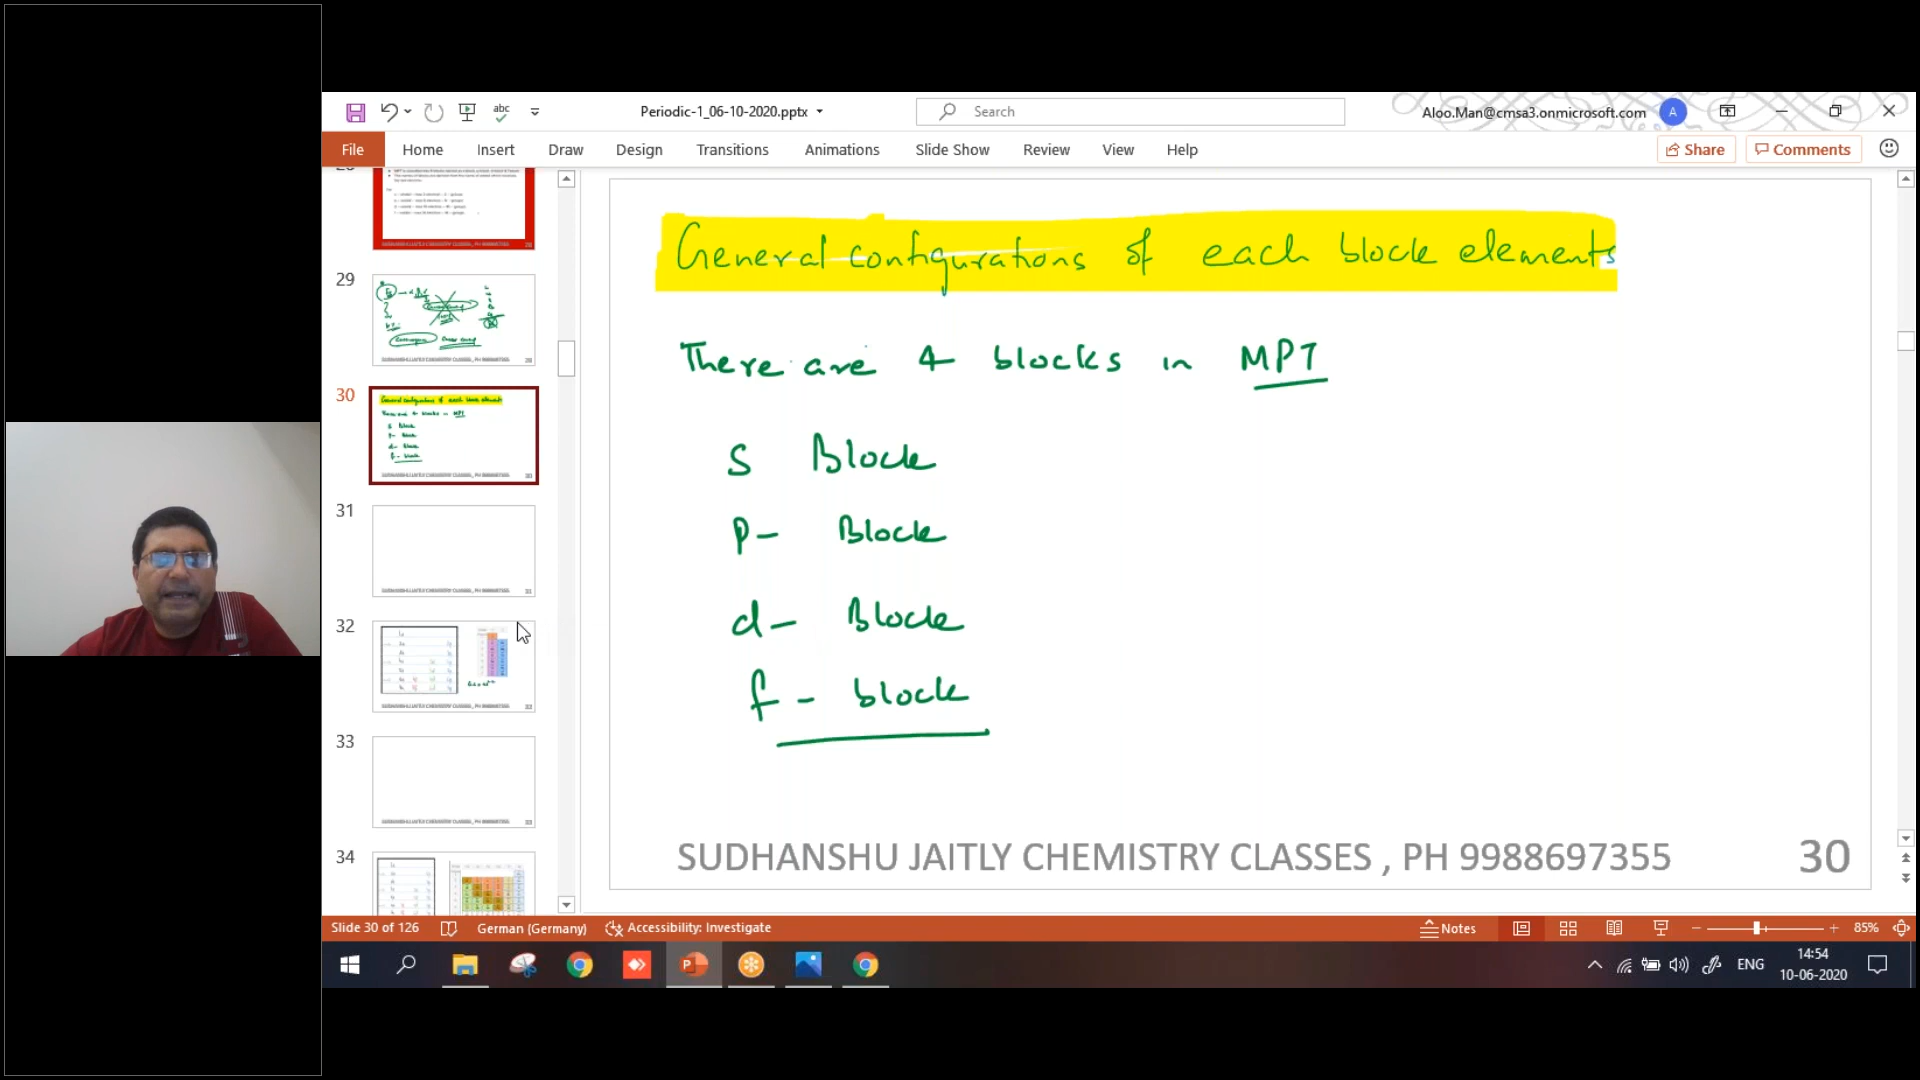 Periodic-1_06-10-2020.pptx
Search
Aloo.Man@cmsa3.onmicrosoft.com
A
File Home Insert Draw Design Transitions Animations Slide Show Review View Help
Share
Comments
29
30
31
32
33
34
General configurations of each block elements
There are 4 blocks in MPT
s Block
p- Block
d- Block
f- block
SUDHANSHU JAITLY CHEMISTRY CLASSES , PH 9988697355
30
Slide 30 of 126
German (Germany)
Accessibility: Investigate
Notes
85%
ENG
14:54
10-06-2020